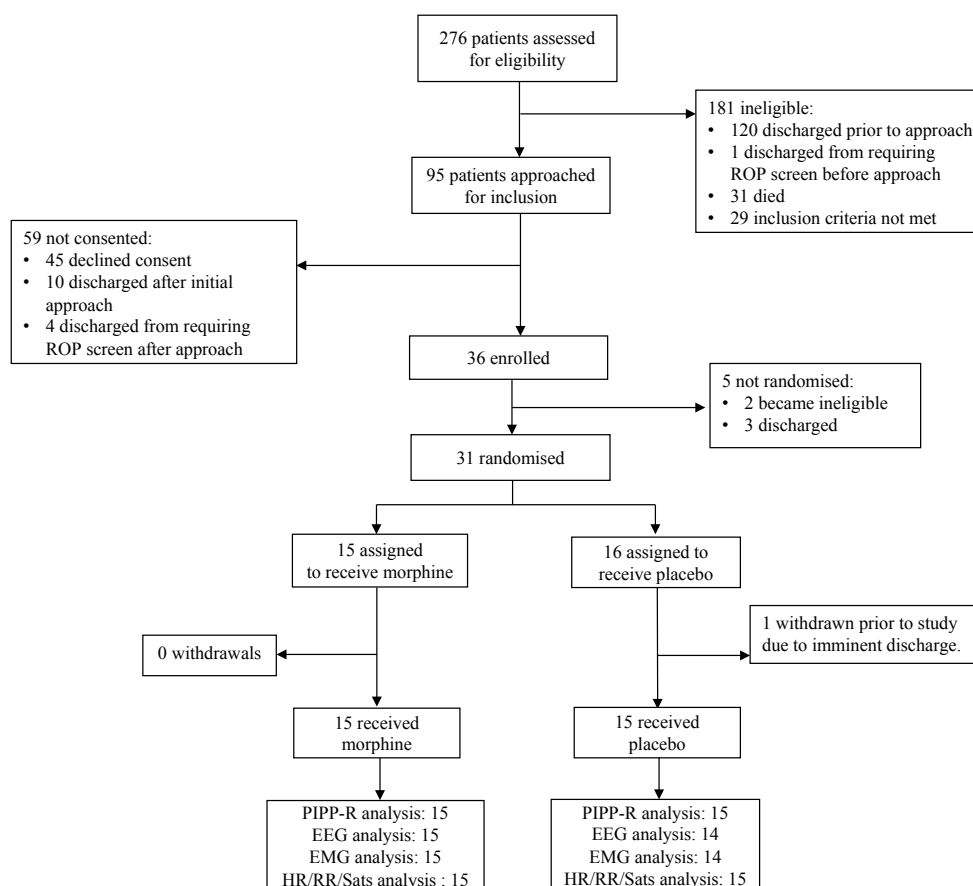 276 patients assessed
for eligibility
181 ineligible:
• 120 discharged prior to approach
• 1 discharged from requiring
ROP screen before approach
• 31 died
• 29 inclusion criteria not met
95 patients approached
for inclusion
59 not consented:
• 45 declined consent
• 10 discharged after initial
approach
• 4 discharged from requiring
ROP screen after approach
36 enrolled
5 not randomised:
• 2 became ineligible
• 3 discharged
31 randomised
15 assigned
to receive morphine
16 assigned to
receive placebo
0 withdrawals
1 withdrawn prior to study
due to imminent discharge.
15 received
morphine
15 received
placebo
PIPP-R analysis: 15
EEG analysis: 15
EMG analysis: 15
HR/RR/Sats analysis : 15
PIPP-R analysis: 15
EEG analysis: 14
EMG analysis: 14
HR/RR/Sats analysis: 15